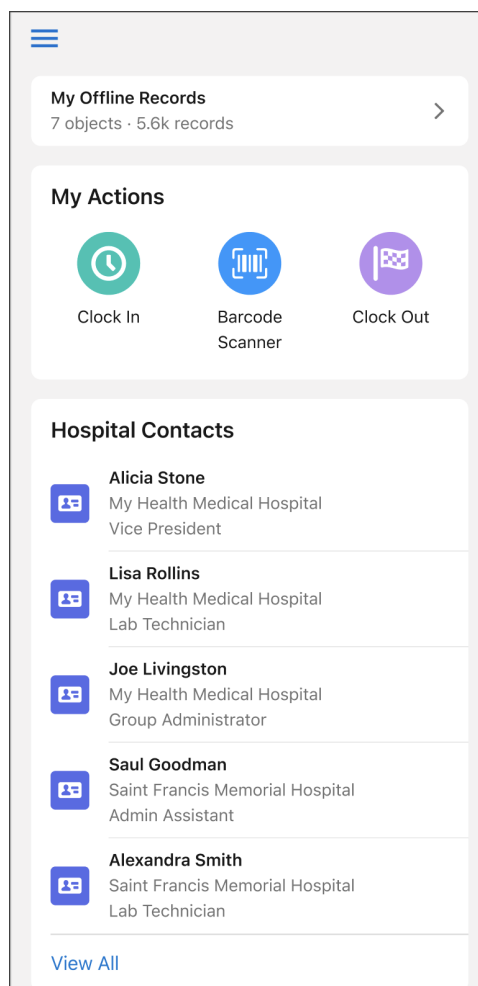 My Offline Records
7 objects · 5.6k records
My Actions
Clock In
Barcode
Scanner
Clock Out
Hospital Contacts
Alicia Stone
My Health Medical Hospital
Vice President
Lisa Rollins
My Health Medical Hospital
Lab Technician
Joe Livingston
My Health Medical Hospital
Group Administrator
Saul Goodman
Saint Francis Memorial Hospital
Admin Assistant
Alexandra Smith
Saint Francis Memorial Hospital
Lab Technician
View All